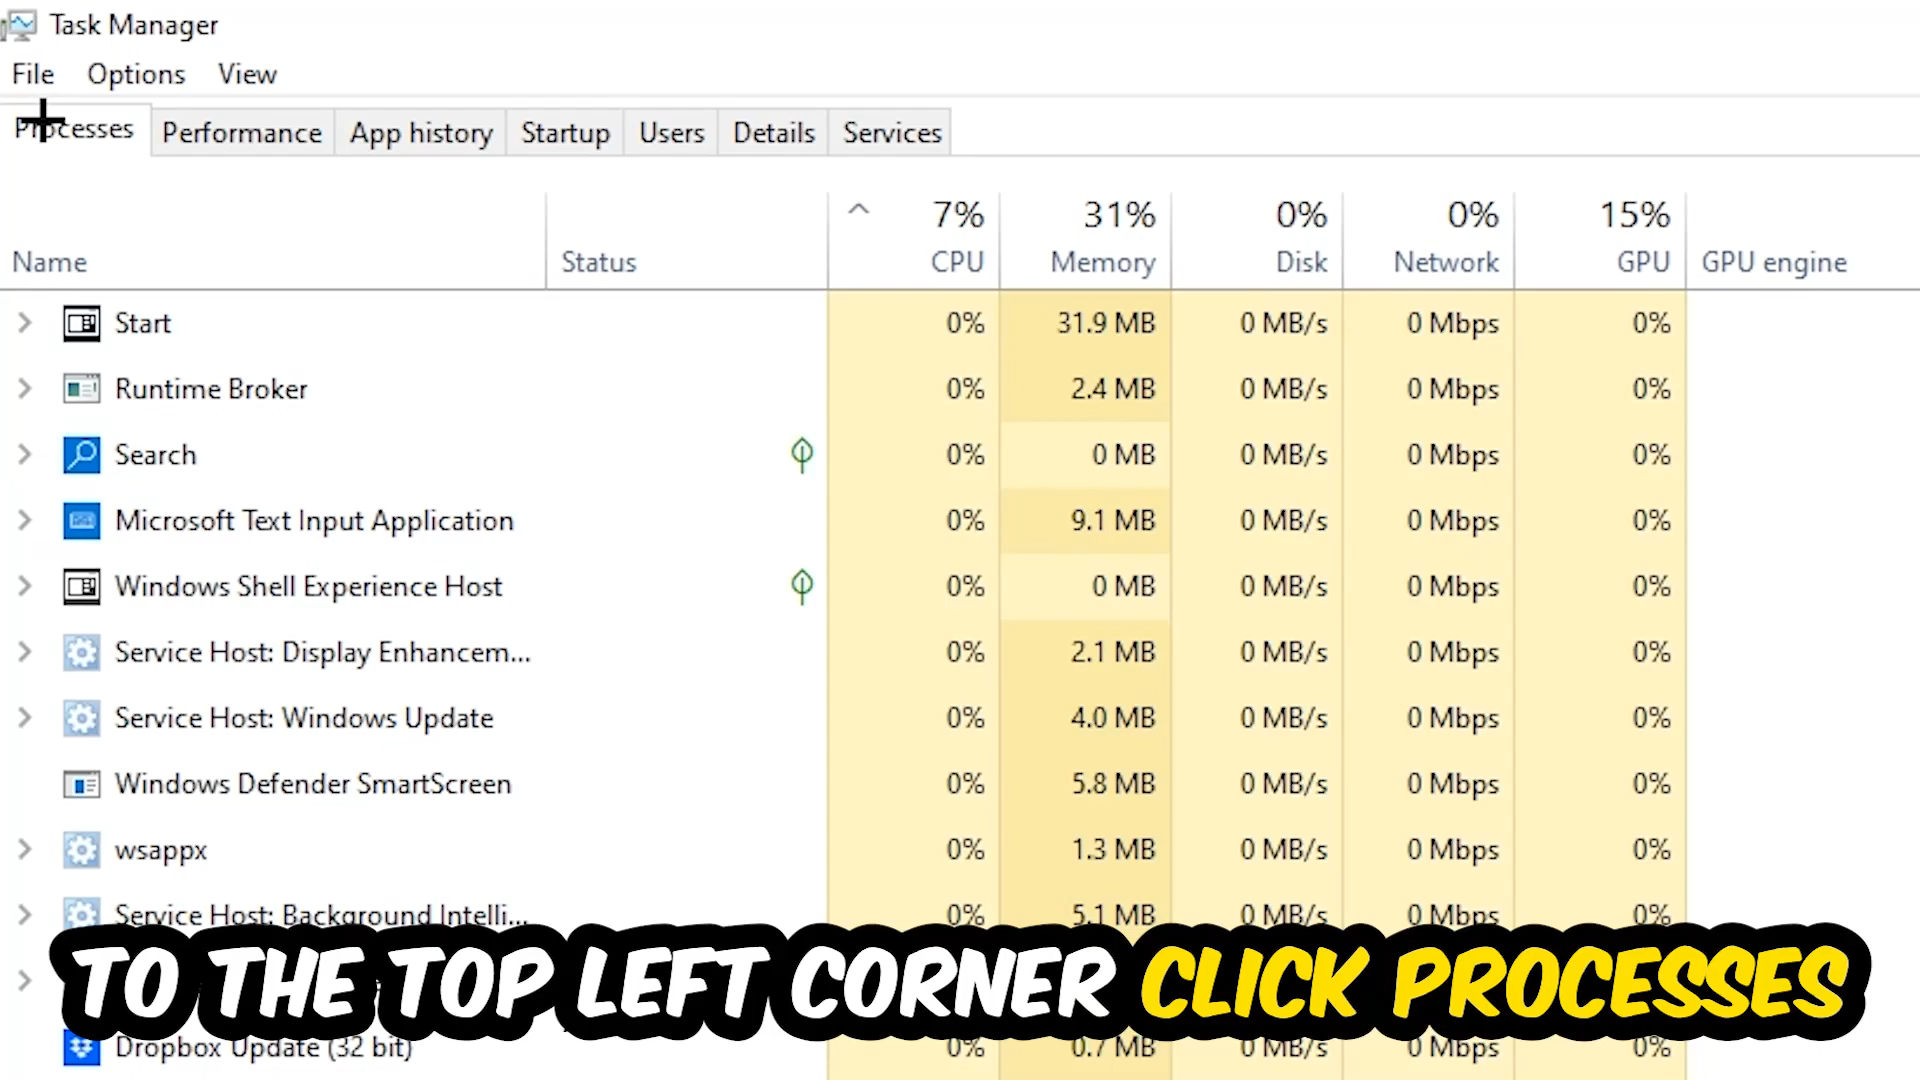 Task Manager
File Options View
Processes Performance App history Startup Users Details Services
7% 31% 0% 0% 15%
Name Status CPU Memory Disk Network GPU GPU engine
Start 0% 31.9 MB 0 MB/s 0 Mbps 0%
Runtime Broker 0% 2.4 MB 0 MB/s 0 Mbps 0%
Search 0% 0 MB 0 MB/s 0 Mbps 0%
Microsoft Text Input Application 0% 9.1 MB 0 MB/s 0 Mbps 0%
Windows Shell Experience Host 0% 0 MB 0 MB/s 0 Mbps 0%
Service Host: Display Enhancem... 0% 2.1 MB 0 MB/s 0 Mbps 0%
Service Host: Windows Update 0% 4.0 MB 0 MB/s 0 Mbps 0%
Windows Defender SmartScreen 0% 5.8 MB 0 MB/s 0 Mbps 0%
wsappx 0% 1.3 MB 0 MB/s 0 Mbps 0%
Service Host: Background Intelli... 0% 5.1 MB 0 MB/s 0 Mbps 0%
TO THE TOP LEFT CORNER CLICK PROCESSES
Dropbox Update (32 bit) 0% 0.7 MB 0 MB/s 0 Mbps 0%